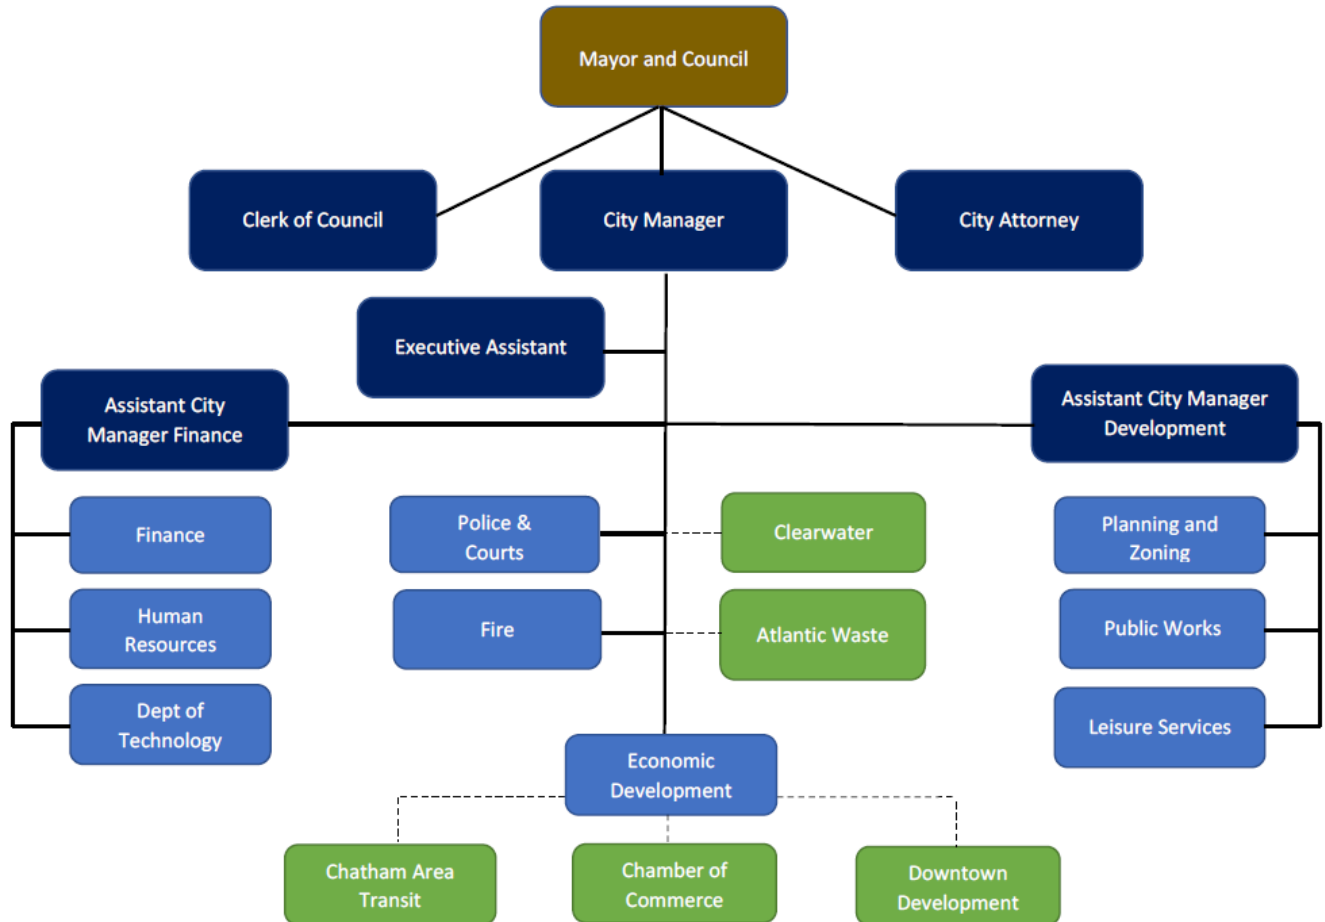 Mayor and Council
Clerk of Council
City Manager
City Attorney
Executive Assistant
Assistant City
Manager Finance
Assistant City Manager
Development
Finance
Police &
Courts
Clearwater
Planning and
Zoning
Human
Resources
Fire
Atlantic Waste
Public Works
Dept of
Technology
Leisure Services
Economic
Development
Chatham Area
Transit
Chamber of
Commerce
Downtown
Development